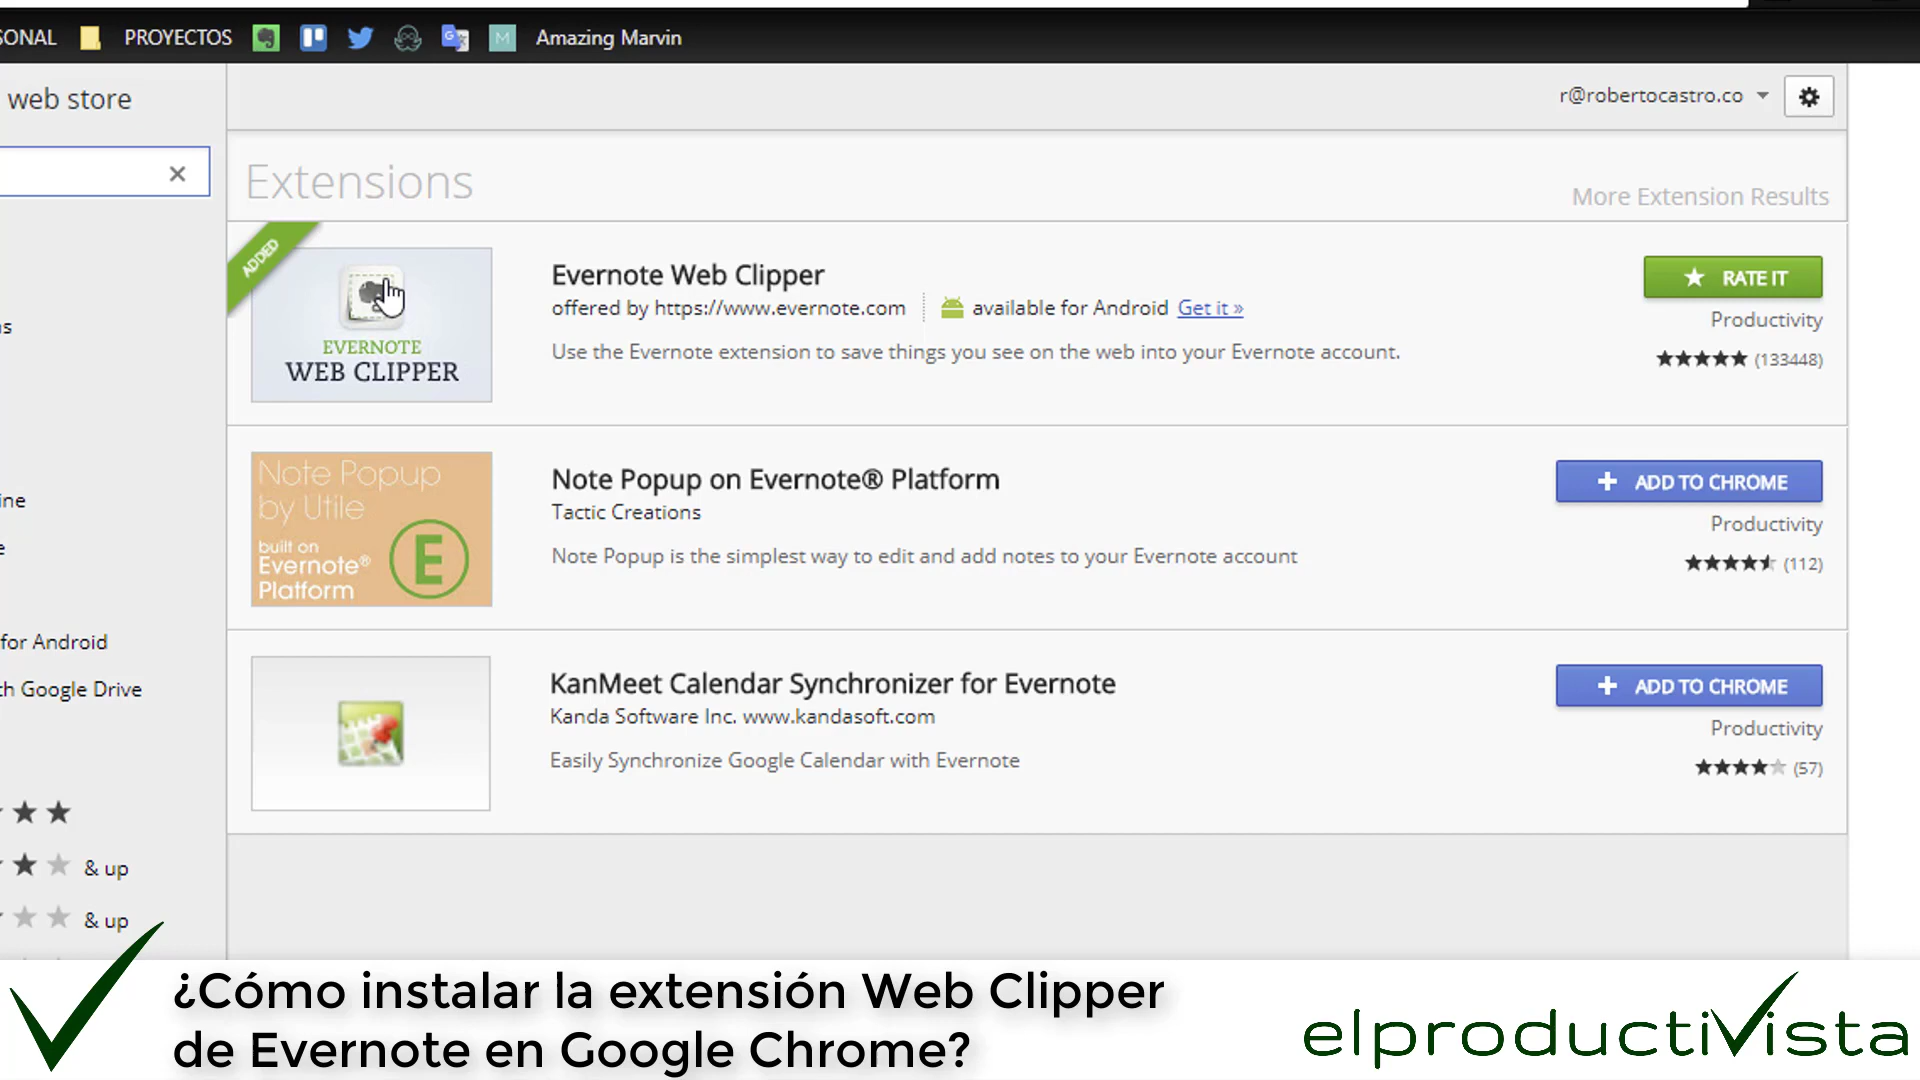 SONAL PROYECTOS M Amazing Marvin
web store
r@robertocastro.co
Extensions
More Extension Results
ADDED
EVERNOTE
WEB CLIPPER
Evernote Web Clipper
offered by https://www.evernote.com available for Android Get it »
Use the Evernote extension to save things you see on the web into your Evernote account.
RATE IT
Productivity
(133448)
Note Popup
by Utile
built on
Evernote®
Platform
E
Note Popup on Evernote® Platform
Tactic Creations
Note Popup is the simplest way to edit and add notes to your Evernote account
ADD TO CHROME
Productivity
(112)
KanMeet Calendar Synchronizer for Evernote
Kanda Software Inc. www.kandasoft.com
Easily Synchronize Google Calendar with Evernote
ADD TO CHROME
Productivity
(57)
s
ine
e
for Android
th Google Drive
& up
& up
¿Cómo instalar la extensión Web Clipper
de Evernote en Google Chrome?
elproductivista